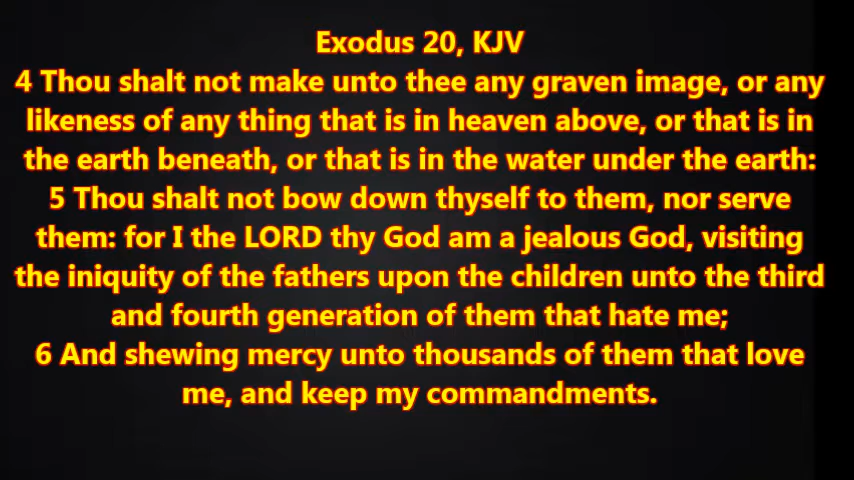 Exodus 20, KJV
4 Thou shalt not make unto thee any graven image, or any
likeness of any thing that is in heaven above, or that is in
the earth beneath, or that is in the water under the earth:
5 Thou shalt not bow down thyself to them, nor serve
them: for I the LORD thy God am a jealous God, visiting
the iniquity of the fathers upon the children unto the third
and fourth generation of them that hate me;
6 And shewing mercy unto thousands of them that love
me, and keep my commandments.